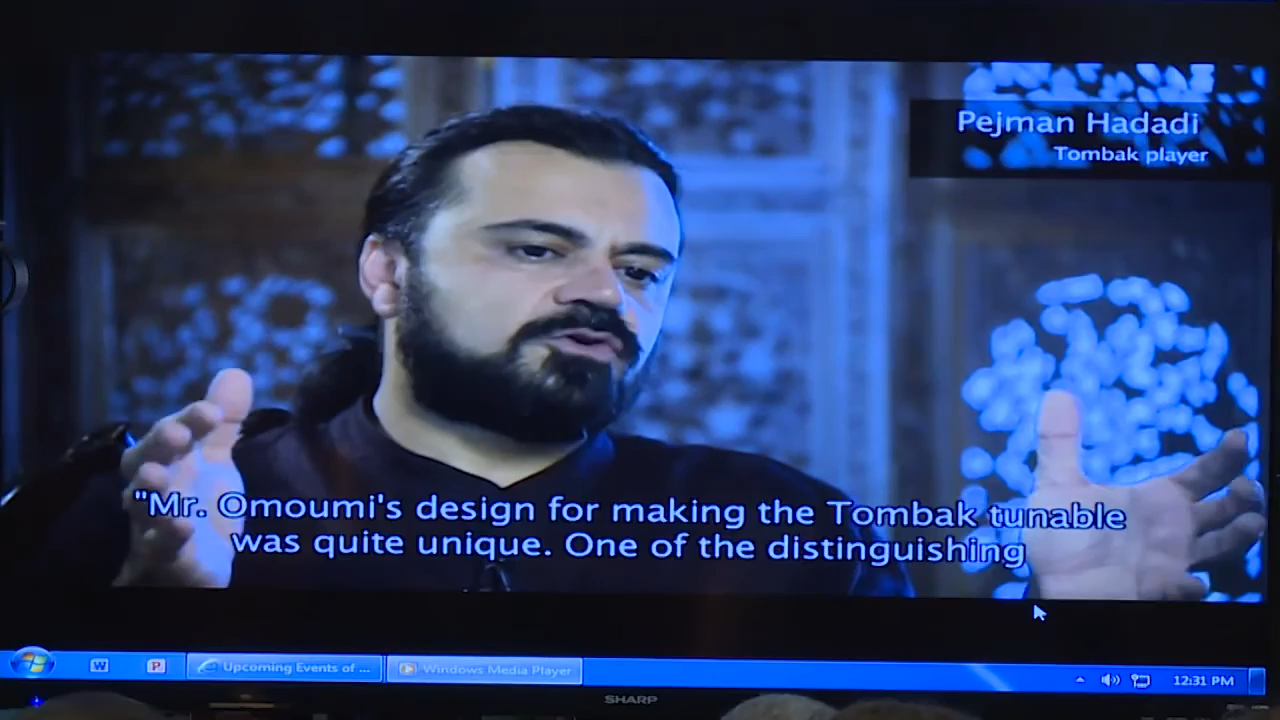 Pejman Hadadi
Tombak player
"Mr. Omoumi's design for making the Tombak tunable
was quite unique. One of the distinguishing
W
P
Upcoming Events of ...
Windows Media Player
12:31 PM
SHARP